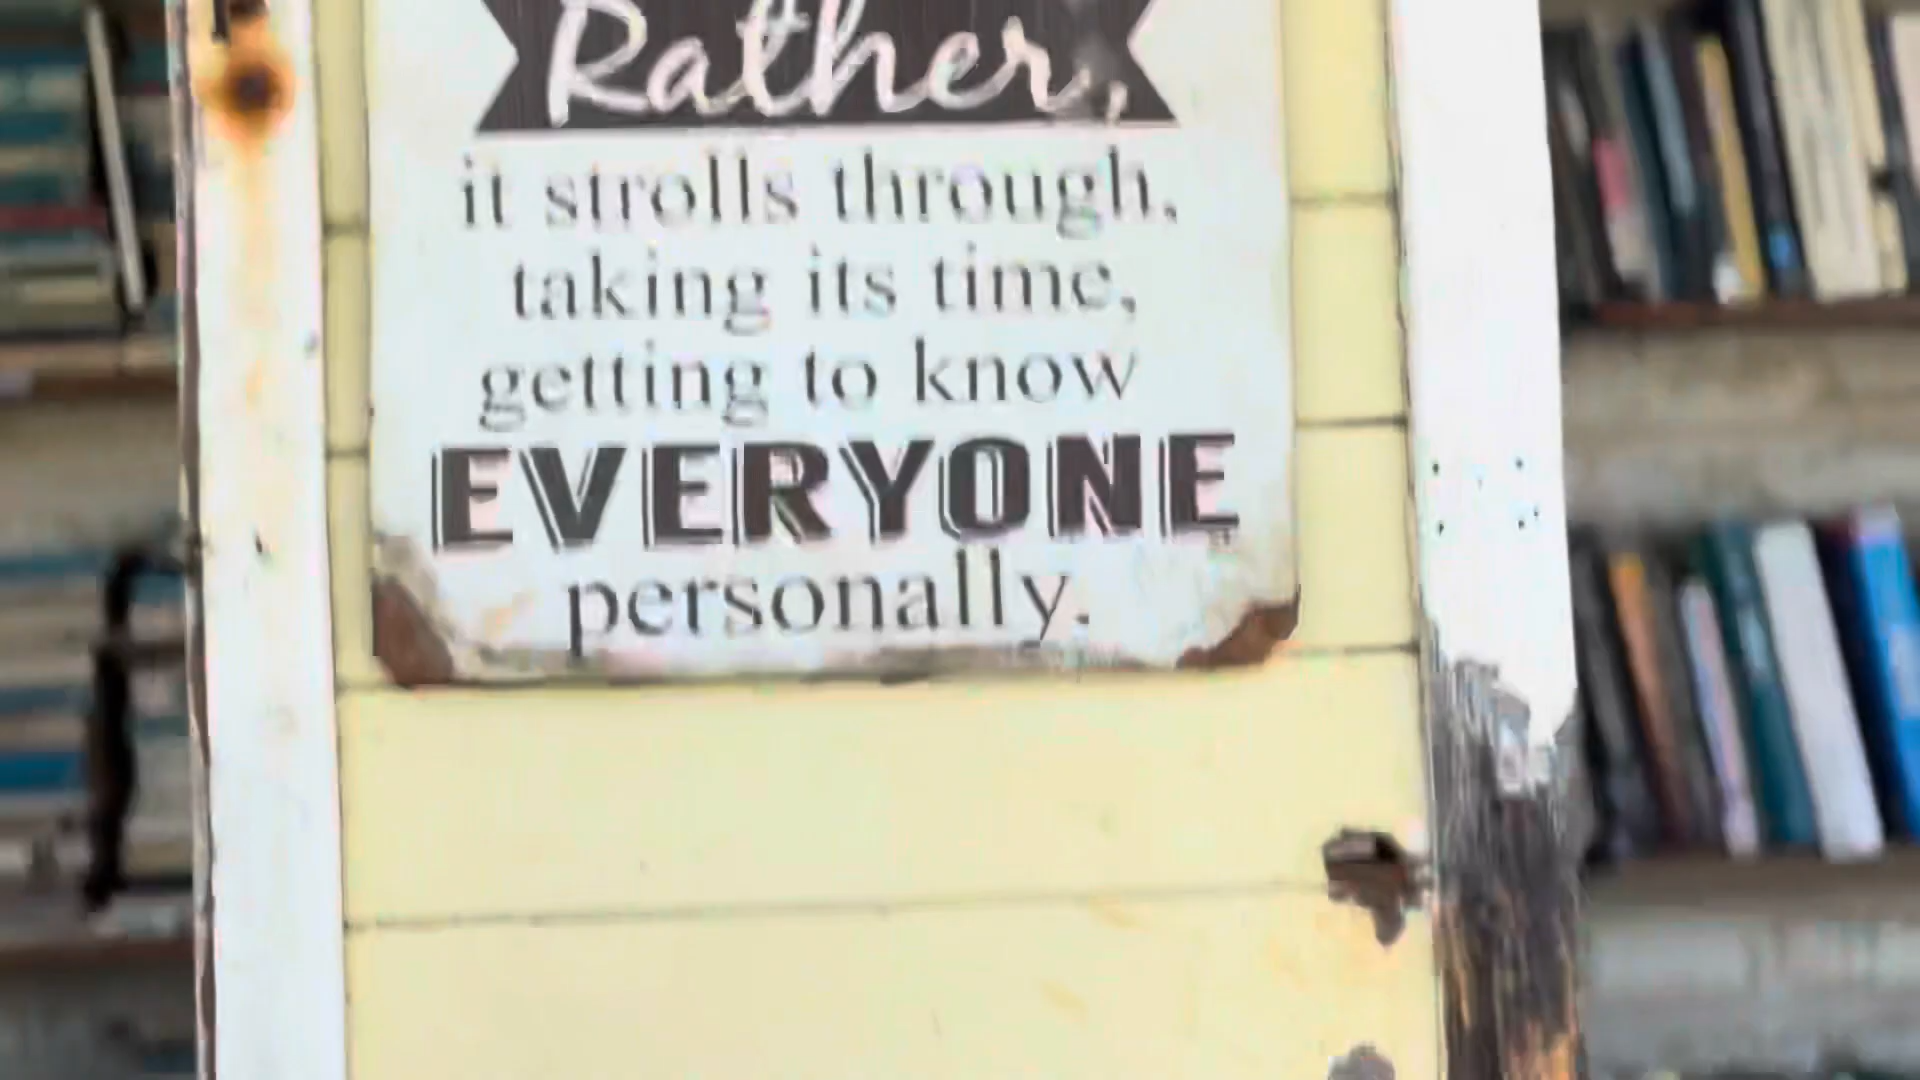 Rather,
it strolls through,
taking its time,
getting to know
EVERYONE
personally.